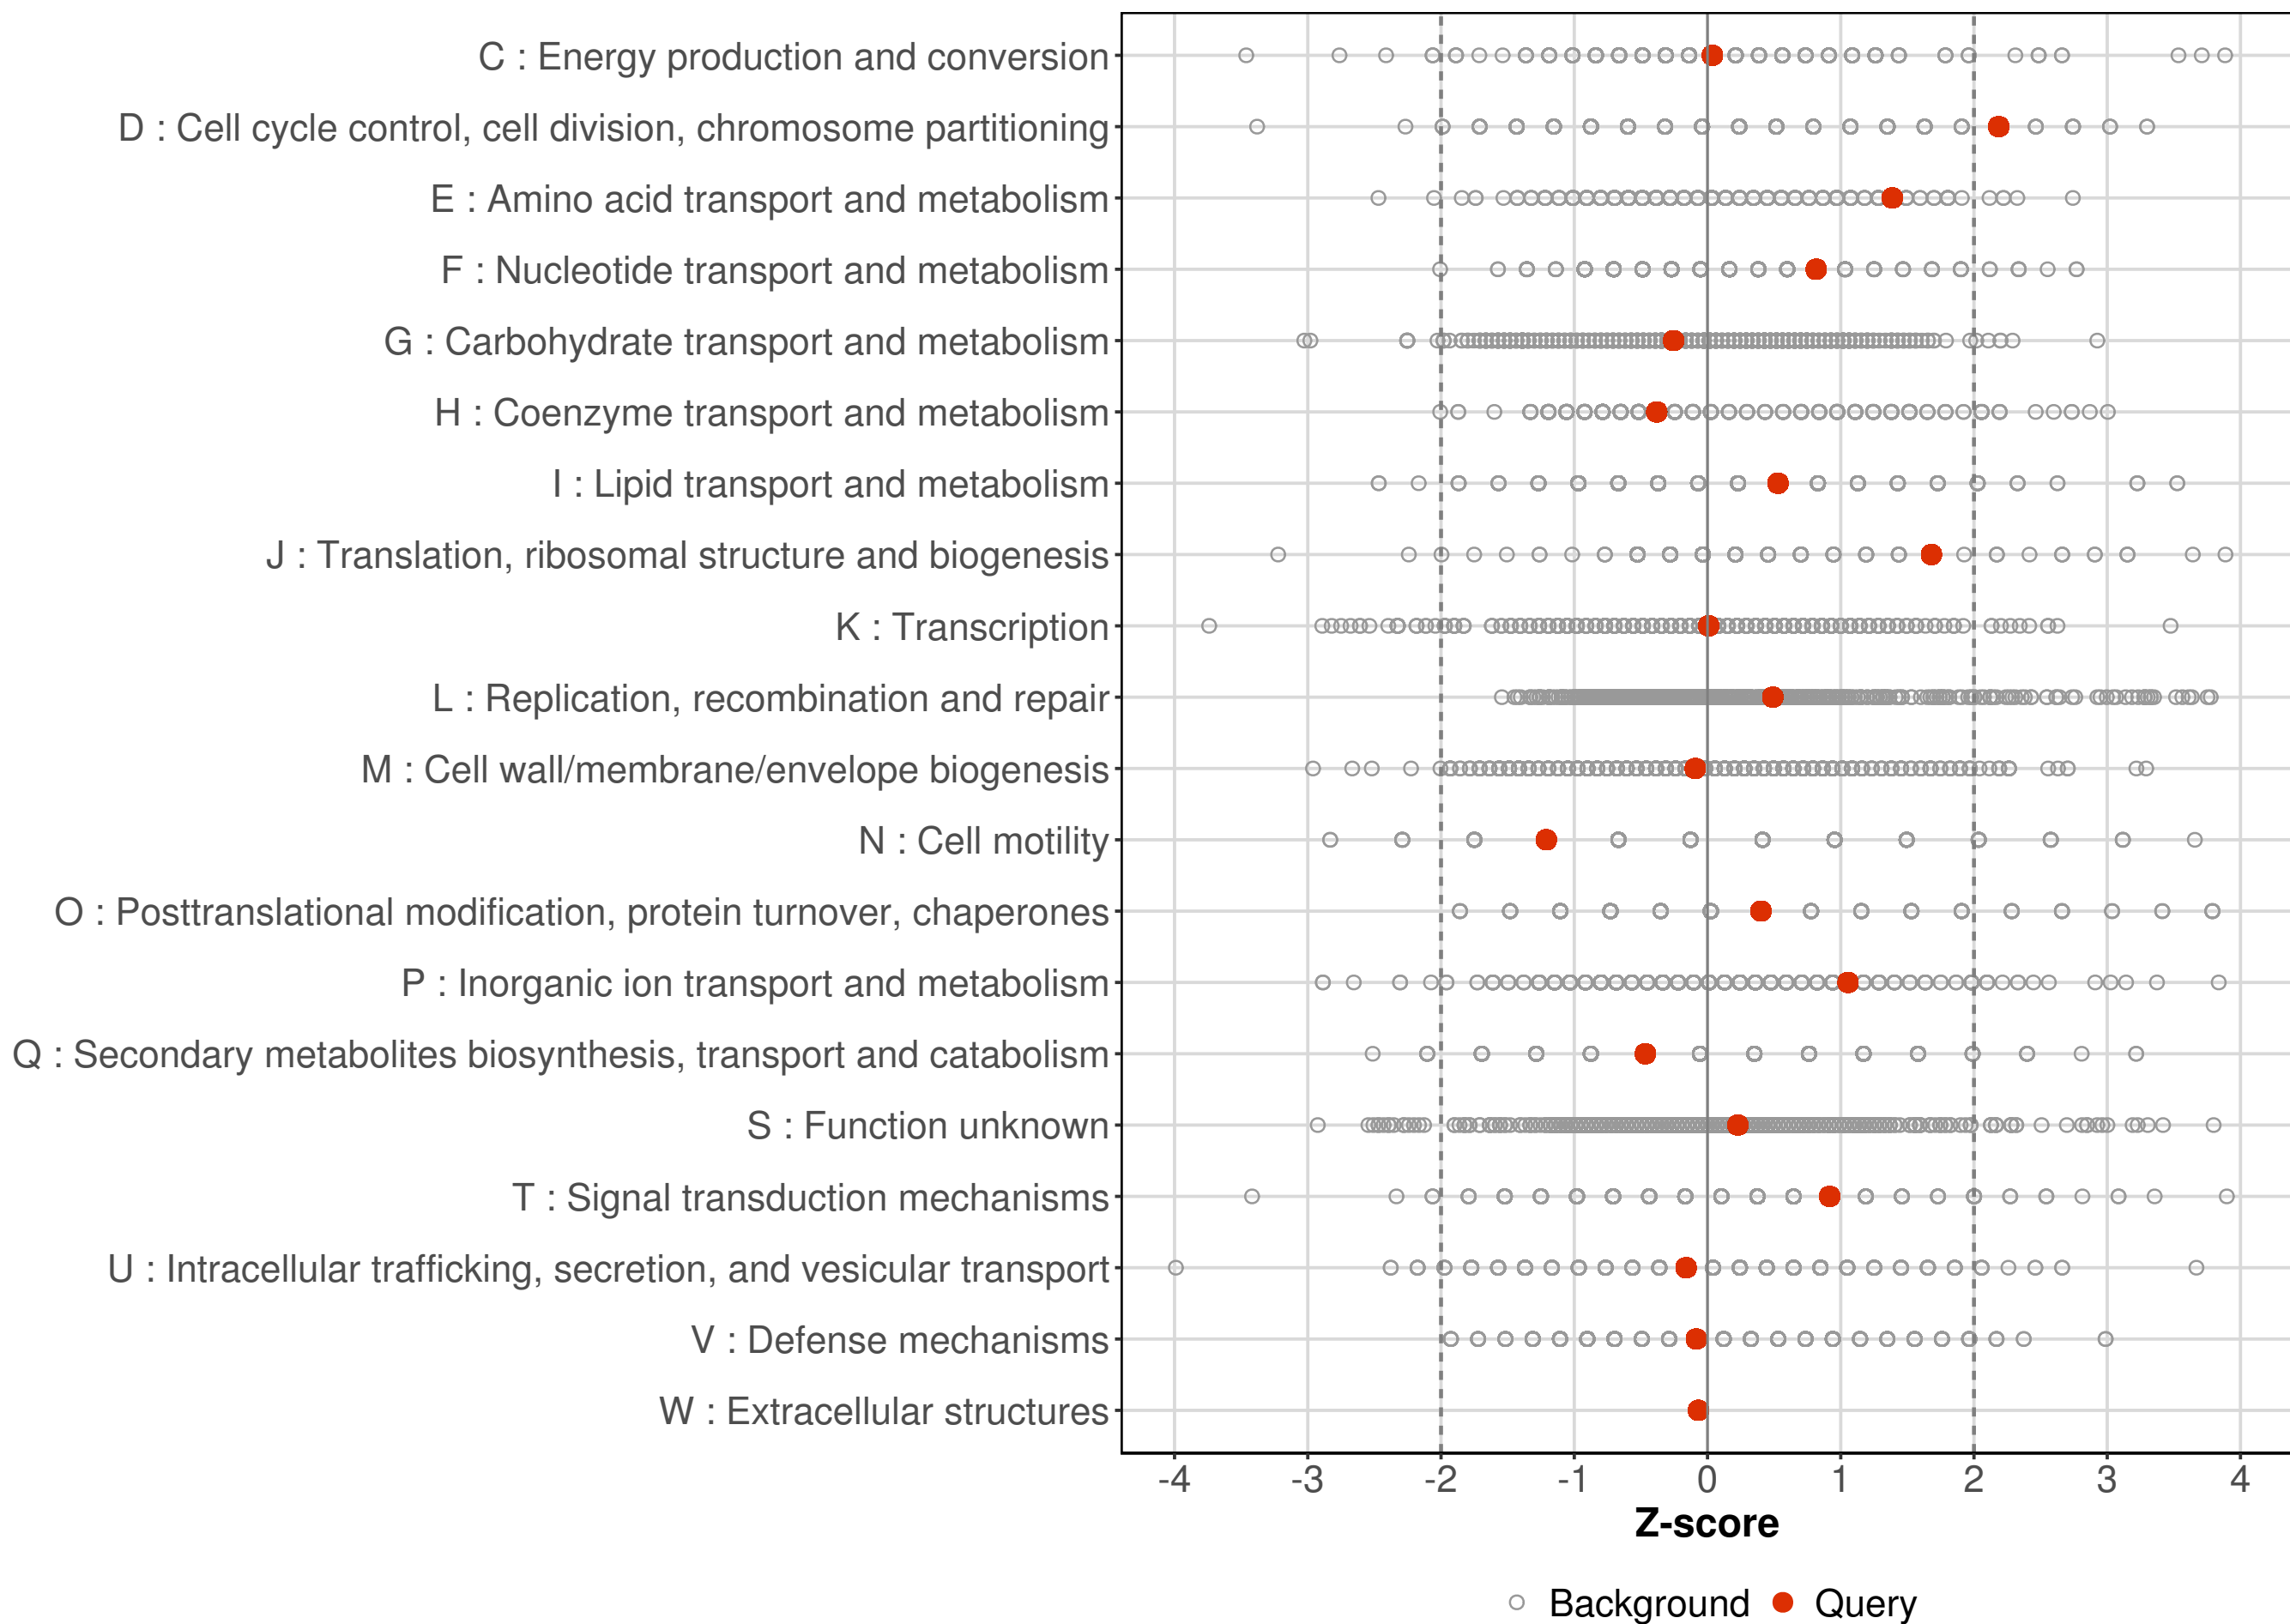 C : Energy production and conversion
D : Cell cycle control, cell division, chromosome partitioning
E : Amino acid transport and metabolism
F : Nucleotide transport and metabolism
G : Carbohydrate transport and metabolism
H : Coenzyme transport and metabolism
I : Lipid transport and metabolism
J : Translation, ribosomal structure and biogenesis
K : Transcription
L : Replication, recombination and repair
M : Cell wall/membrane/envelope biogenesis
N : Cell motility
O : Posttranslational modification, protein turnover, chaperones
P : Inorganic ion transport and metabolism
Q : Secondary metabolites biosynthesis, transport and catabolism
S : Function unknown
T : Signal transduction mechanisms
U : Intracellular trafficking, secretion, and vesicular transport
V : Defense mechanisms
W : Extracellular structures
-4 -3 -2 -1 0 1 2 3 4
Z-score
Background Query